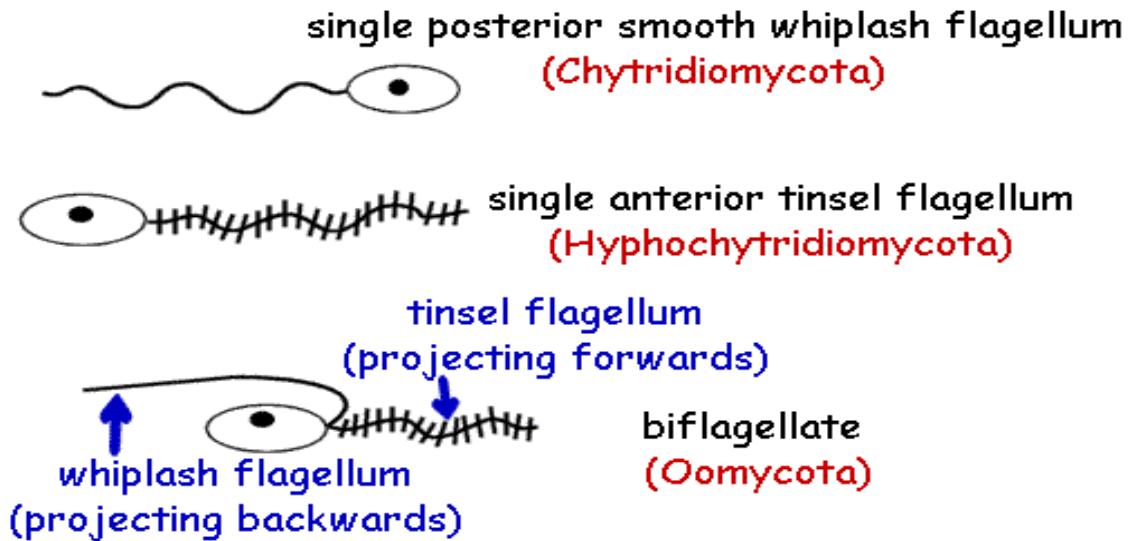 single posterior smooth whiplash flagellum
(Chytridiomycota)
single anterior tinsel flagellum
(Hyphochytridiomycota)
tinsel flagellum
(projecting forwards)
biflagellate
(Oomycota)
whiplash flagellum
(projecting backwards)